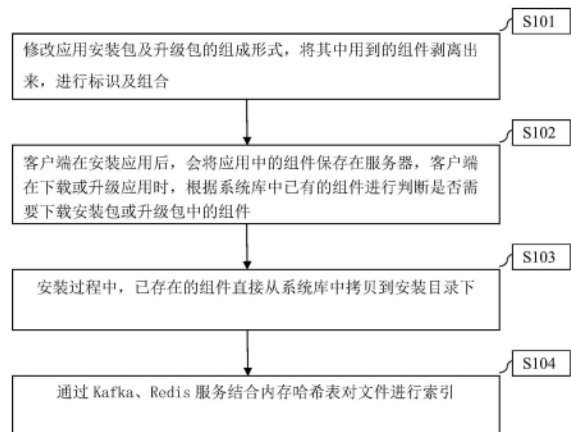 S101
修改应用安装包及升级包的组成形式，将其中用到的组件剥离出
来，进行标识及组合
S102
客户端在安装应用后，会将应用中的组件保存在服务器，客户端
在下载或升级应用时，根据系统库中已有的组件进行判断是否需
要下载安装包或升级包中的组件
S103
安装过程中，已存在的组件直接从系统库中拷贝到安装目录下
S104
通过 Kafka、Redis 服务结合内存哈希表对文件进行索引